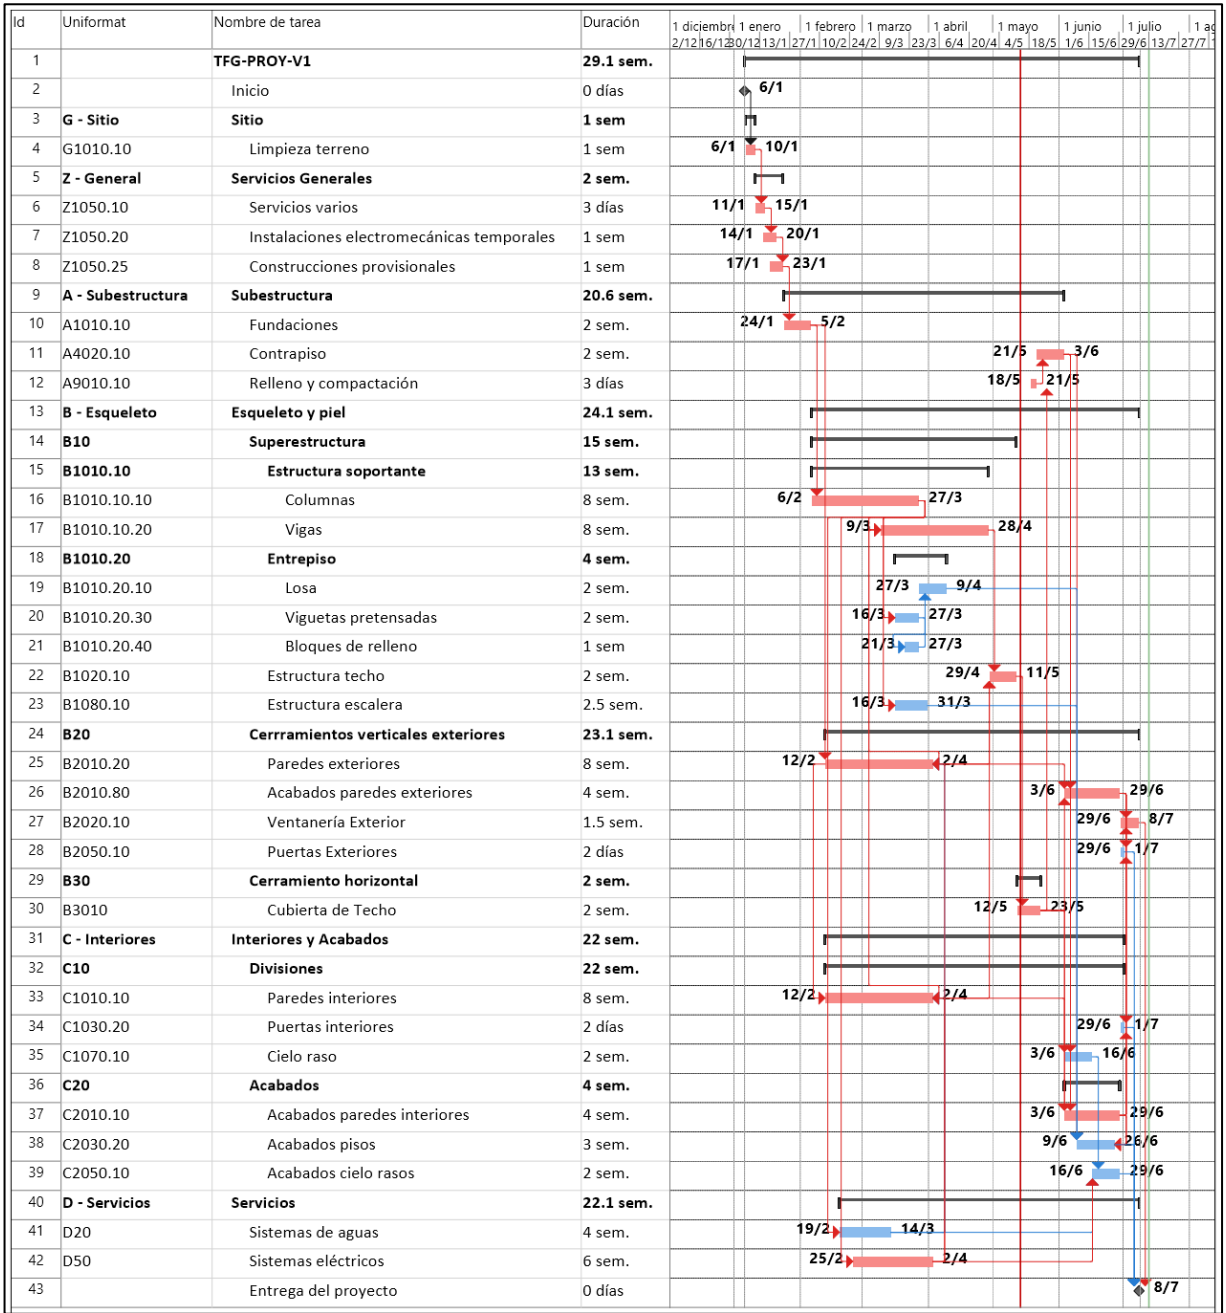 Id Uniformat Nombre de tarea Duración 1 diciembre 1 enero 1 febrero 1 marzo 1 abril 1 mayo 1 junio 1 julio 1 ag
2/12 16/12 30/12 13/1 27/1 10/2 24/2 9/3 23/3 6/4 20/4 4/5 18/5 1/6 15/6 29/6 13/7 27/7
1 TFG-PROY-V1 29.1 sem.
2 Inicio 0 días 6/1
3 G - Sitio Sitio 1 sem
4 G1010.10 Limpieza terreno 1 sem 6/1 10/1
5 Z - General Servicios Generales 2 sem.
6 Z1050.10 Servicios varios 3 días 11/1 15/1
7 Z1050.20 Instalaciones electromecánicas temporales 1 sem 14/1 20/1
8 Z1050.25 Construcciones provisionales 1 sem 17/1 23/1
9 A - Subestructura Subestructura 20.6 sem.
10 A1010.10 Fundaciones 2 sem. 24/1 5/2
11 A4020.10 Contrapiso 2 sem. 21/5 3/6
12 A9010.10 Relleno y compactación 3 días 18/5 21/5
13 B - Esqueleto Esqueleto y piel 24.1 sem.
14 B10 Superestructura 15 sem.
15 B1010.10 Estructura soportante 13 sem.
16 B1010.10.10 Columnas 8 sem. 6/2 27/3
17 B1010.10.20 Vigas 8 sem. 9/3 28/4
18 B1010.20 Entrepiso 4 sem.
19 B1010.20.10 Losa 2 sem. 27/3 9/4
20 B1010.20.30 Viguetas pretensadas 2 sem. 16/3 27/3
21 B1010.20.40 Bloques de relleno 1 sem 21/3 27/3
22 B1020.10 Estructura techo 2 sem. 29/4 11/5
23 B1080.10 Estructura escalera 2.5 sem. 16/3 31/3
24 B20 Cerrramientos verticales exteriores 23.1 sem.
25 B2010.20 Paredes exteriores 8 sem. 12/2 2/4
26 B2010.80 Acabados paredes exteriores 4 sem. 3/6 29/6
27 B2020.10 Ventanería Exterior 1.5 sem. 29/6 8/7
28 B2050.10 Puertas Exteriores 2 días 29/6 1/7
29 B30 Cerramiento horizontal 2 sem.
30 B3010 Cubierta de Techo 2 sem. 12/5 23/5
31 C - Interiores Interiores y Acabados 22 sem.
32 C10 Divisiones 22 sem.
33 C1010.10 Paredes interiores 8 sem. 12/2 2/4
34 C1030.20 Puertas interiores 2 días 29/6 1/7
35 C1070.10 Cielo raso 2 sem. 3/6 16/6
36 C20 Acabados 4 sem.
37 C2010.10 Acabados paredes interiores 4 sem. 3/6 29/6
38 C2030.20 Acabados pisos 3 sem. 9/6 26/6
39 C2050.10 Acabados cielo rasos 2 sem. 16/6 29/6
40 D - Servicios Servicios 22.1 sem.
41 D20 Sistemas de aguas 4 sem. 19/2 14/3
42 D50 Sistemas eléctricos 6 sem. 25/2 2/4
43 Entrega del proyecto 0 días 8/7